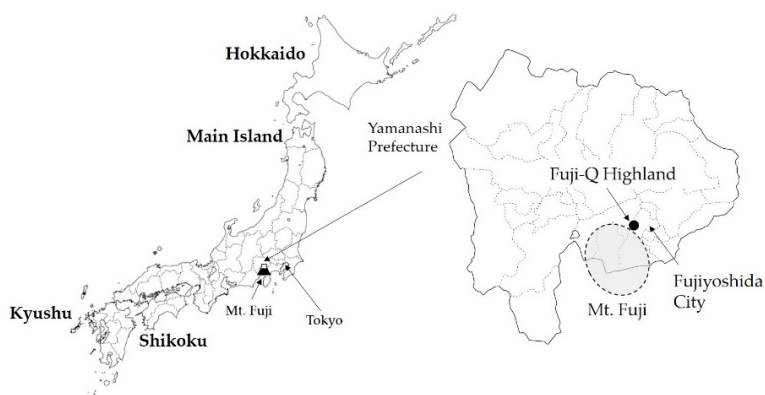 Hokkaido
Main Island
Yamanashi
Prefecture
Fuji-Q Highland
Kyushu
Shikoku
Mt. Fuji
Tokyo
Mt. Fuji
Fujiyoshida
City